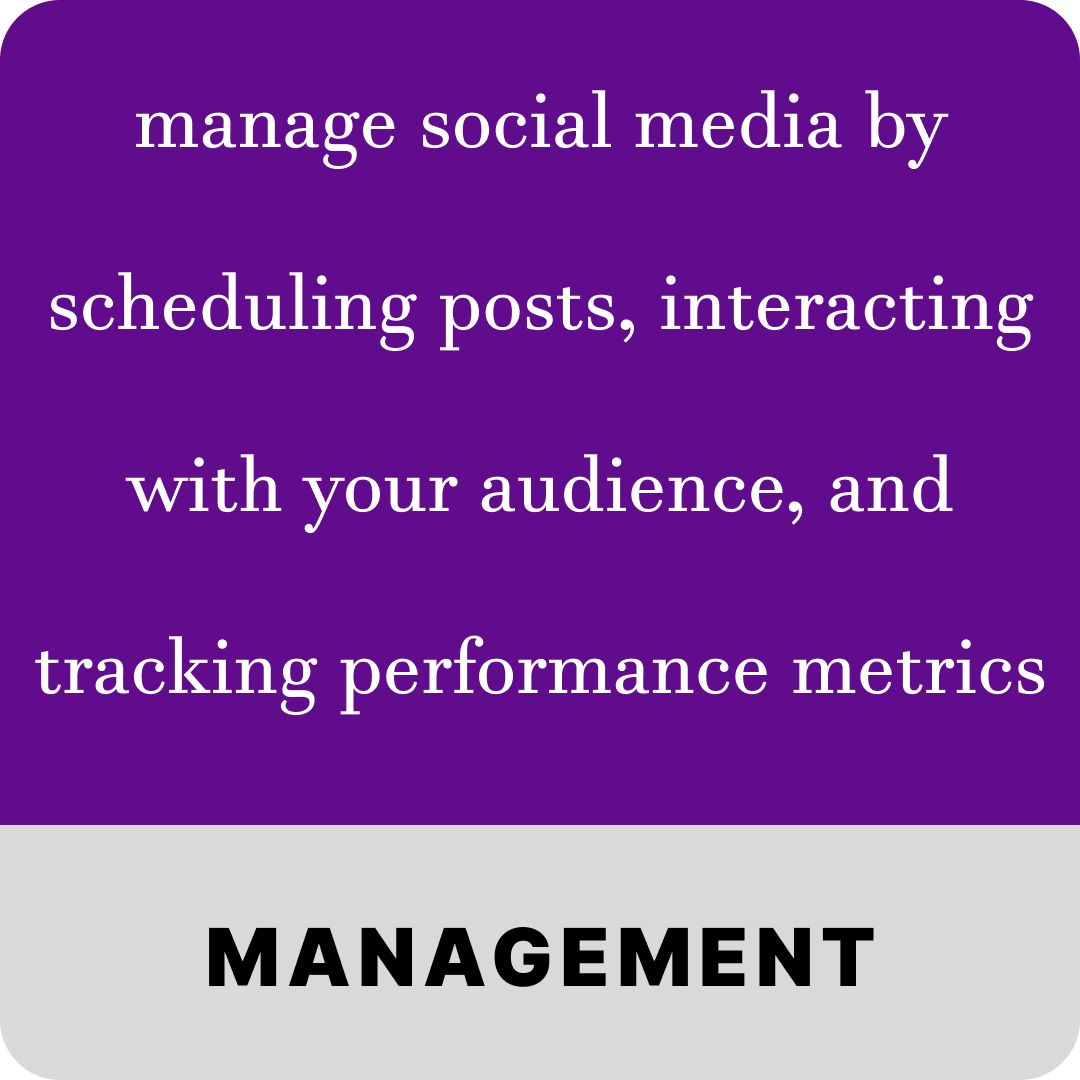 manage social media by
scheduling posts, interacting
with your audience, and
tracking performance metrics
MANAGEMENT